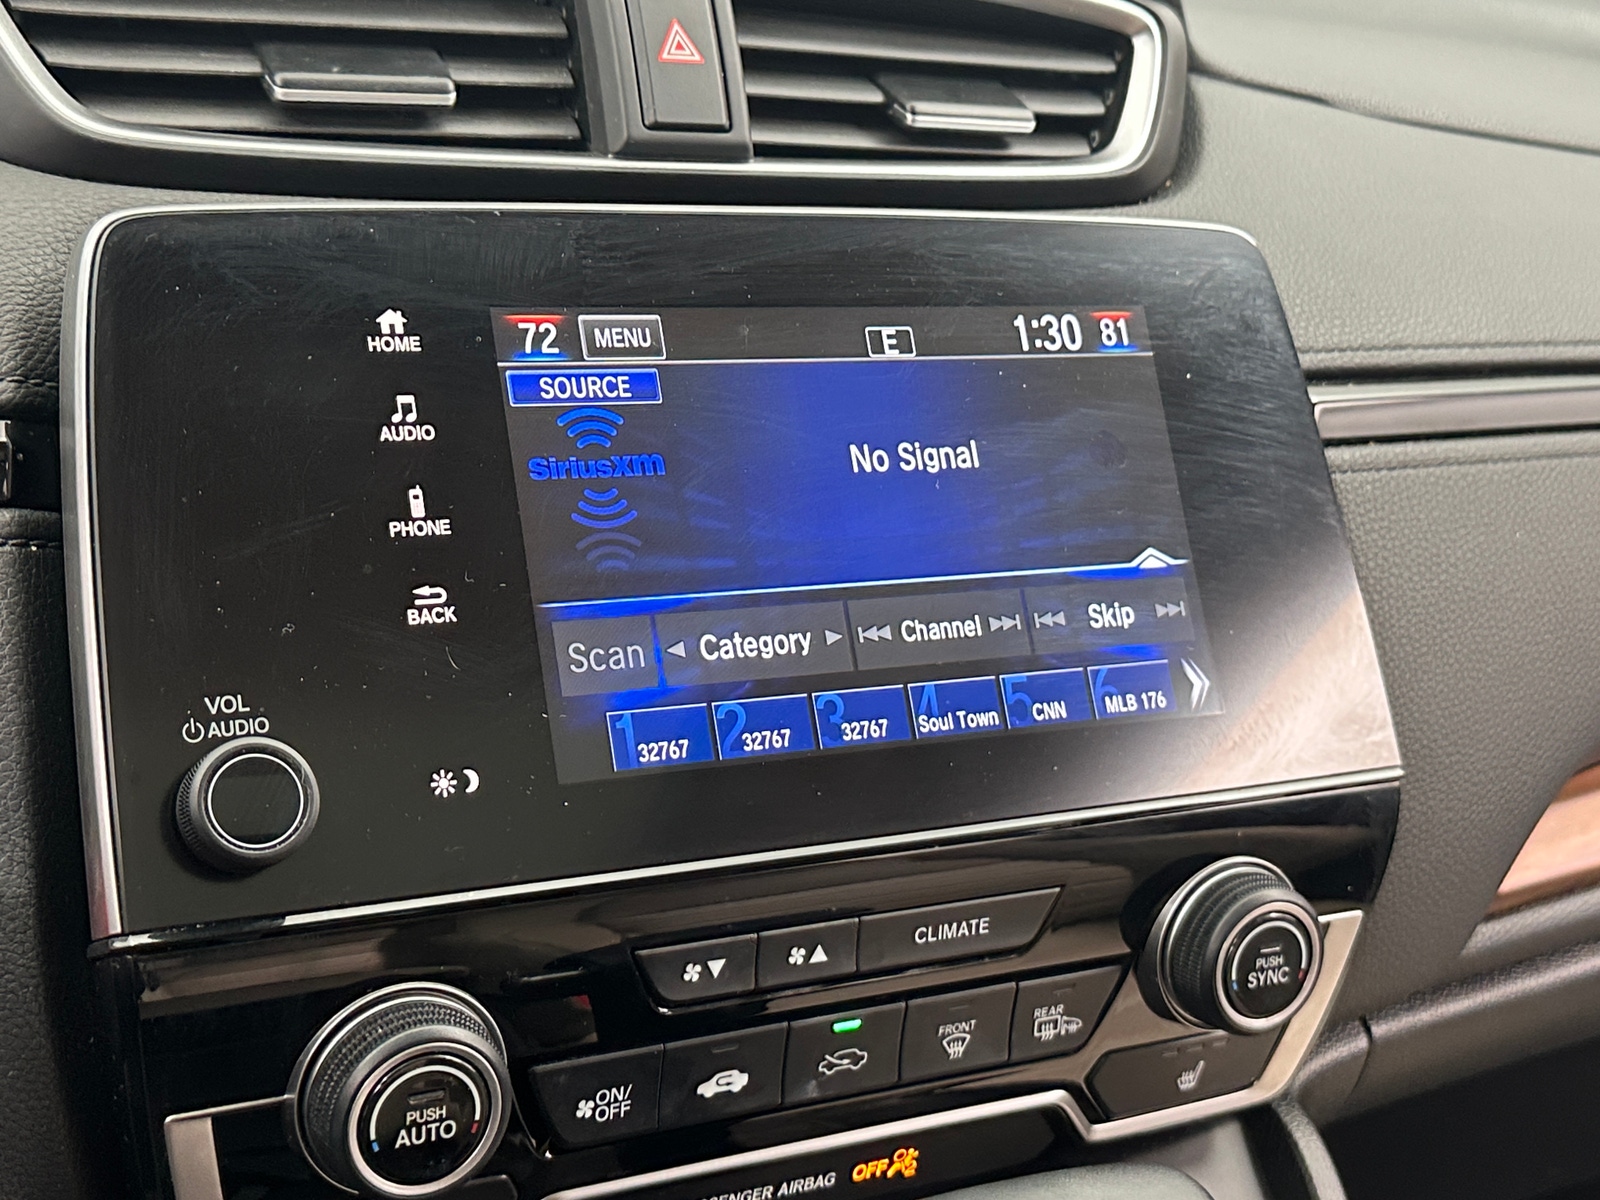 HOME
72 MENU E 1:30 81
SOURCE
AUDIO
SiriusXm
No Signal
PHONE
BACK
Scan Category Channel Skip
VOL
AUDIO
1 32767 2 32767 3 32767 4 Soul Town 5 CNN 6 MLB 176
CLIMATE
PUSH
SYNC
FRONT
REAR
ON/
OFF
PUSH
AUTO
AIRBAG OFF